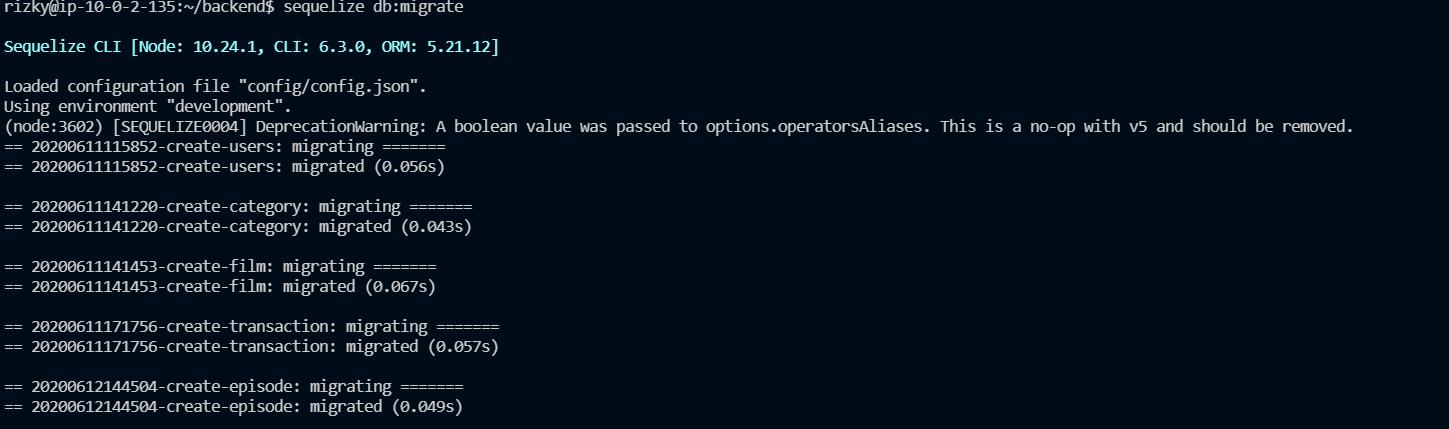 rizky@ip-10-0-2-135:~/backend$ sequelize db:migrate
Sequelize CLI [Node: 10.24.1, CLI: 6.3.0, ORM: 5.21.12]
Loaded configuration file "config/config.json".
Using environment "development".
(node:3602) [SEQUELIZE0004] DeprecationWarning: A boolean value was passed to options.operatorsAliases. This is a no-op with v5 and should be removed.
== 20200611115852-create-users: migrating =======
== 20200611115852-create-users: migrated (0.056s)
== 20200611141220-create-category: migrating =======
== 20200611141220-create-category: migrated (0.043s)
== 20200611141453-create-film: migrating =======
== 20200611141453-create-film: migrated (0.067s)
== 20200611171756-create-transaction: migrating =======
== 20200611171756-create-transaction: migrated (0.057s)
== 20200612144504-create-episode: migrating =======
== 20200612144504-create-episode: migrated (0.049s)